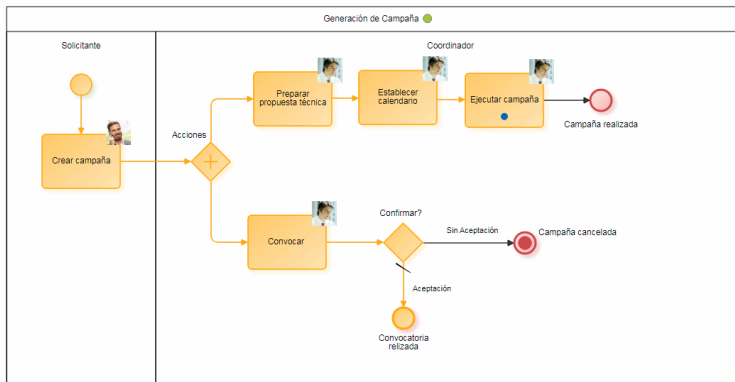 Generación de Campaña
Solicitante
Coordinador
Preparar
propuesta técnica
Establecer
calendario
Ejecutar campaña
Campaña realizada
Acciones
Crear campaña
Convocar
Confirmar?
Sin Aceptación
Campaña cancelada
Aceptación
Convocatoria
relizada